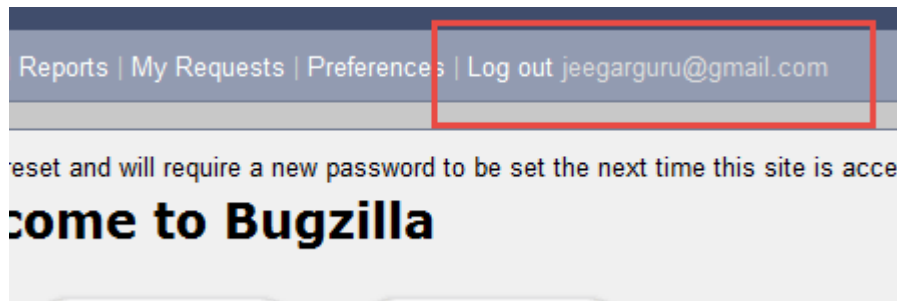 Reports | My Requests | Preferences | Log out jeegarguru@gmail.com
reset and will require a new password to be set the next time this site is acce
come to Bugzilla